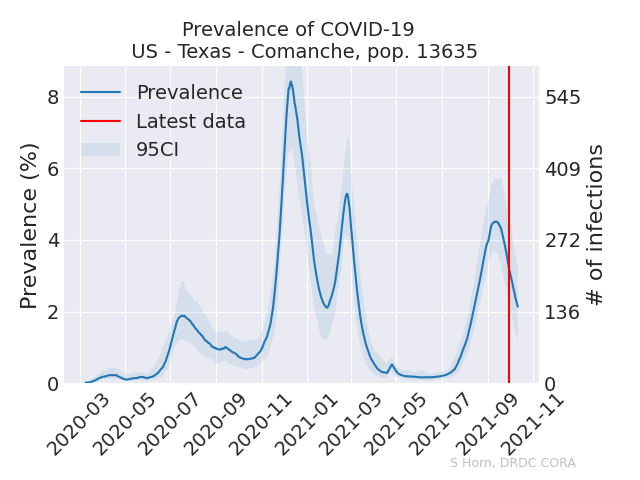 Prevalence of COVID-19
US - Texas - Comanche, pop. 13635
Prevalence
Latest data
95CI
Prevalence (%)
8
6
4
2
0
545
409
272
136
0
# of infections
2020-03
2020-05
2020-07
2020-09
2020-11
2021-01
2021-03
2021-05
2021-07
2021-09
2021-11
S Horn, DRDC CORA